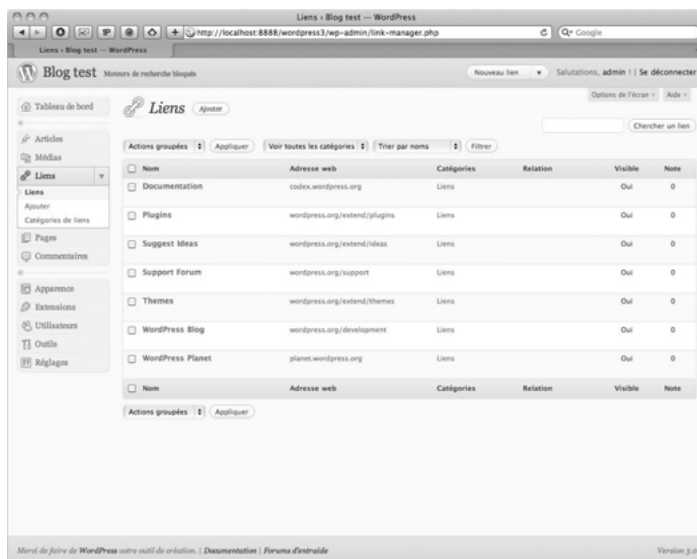 Liens ‹ Blog test — WordPress
http://localhost:8888/wordpress3/wp-admin/link-manager.php
Google
Liens ‹ Blog test — WordPress
Blog test Moteurs de recherche bloqués
Nouveau lien
Salutations, admin ! | Se déconnecter
Options de l'écran
Aide
Tableau de bord
Articles
Médias
Liens
Liens
Ajouter
Catégories de liens
Pages
Commentaires
Apparence
Extensions
Utilisateurs
Outils
Réglages
Liens Ajouter
Chercher un lien
Actions groupées Appliquer Voir toutes les catégories Trier par noms Filtrer
Nom Adresse web Catégories Relation Visible Note
Documentation codex.wordpress.org Liens Oui 0
Plugins wordpress.org/extend/plugins Liens Oui 0
Suggest Ideas wordpress.org/extend/ideas Liens Oui 0
Support Forum wordpress.org/support Liens Oui 0
Themes wordpress.org/extend/themes Liens Oui 0
WordPress Blog wordpress.org/development Liens Oui 0
WordPress Planet planet.wordpress.org Liens Oui 0
Nom Adresse web Catégories Relation Visible Note
Actions groupées Appliquer
Merci de faire de WordPress votre outil de création. | Documentation | Forums d'entraide
Version 3.0